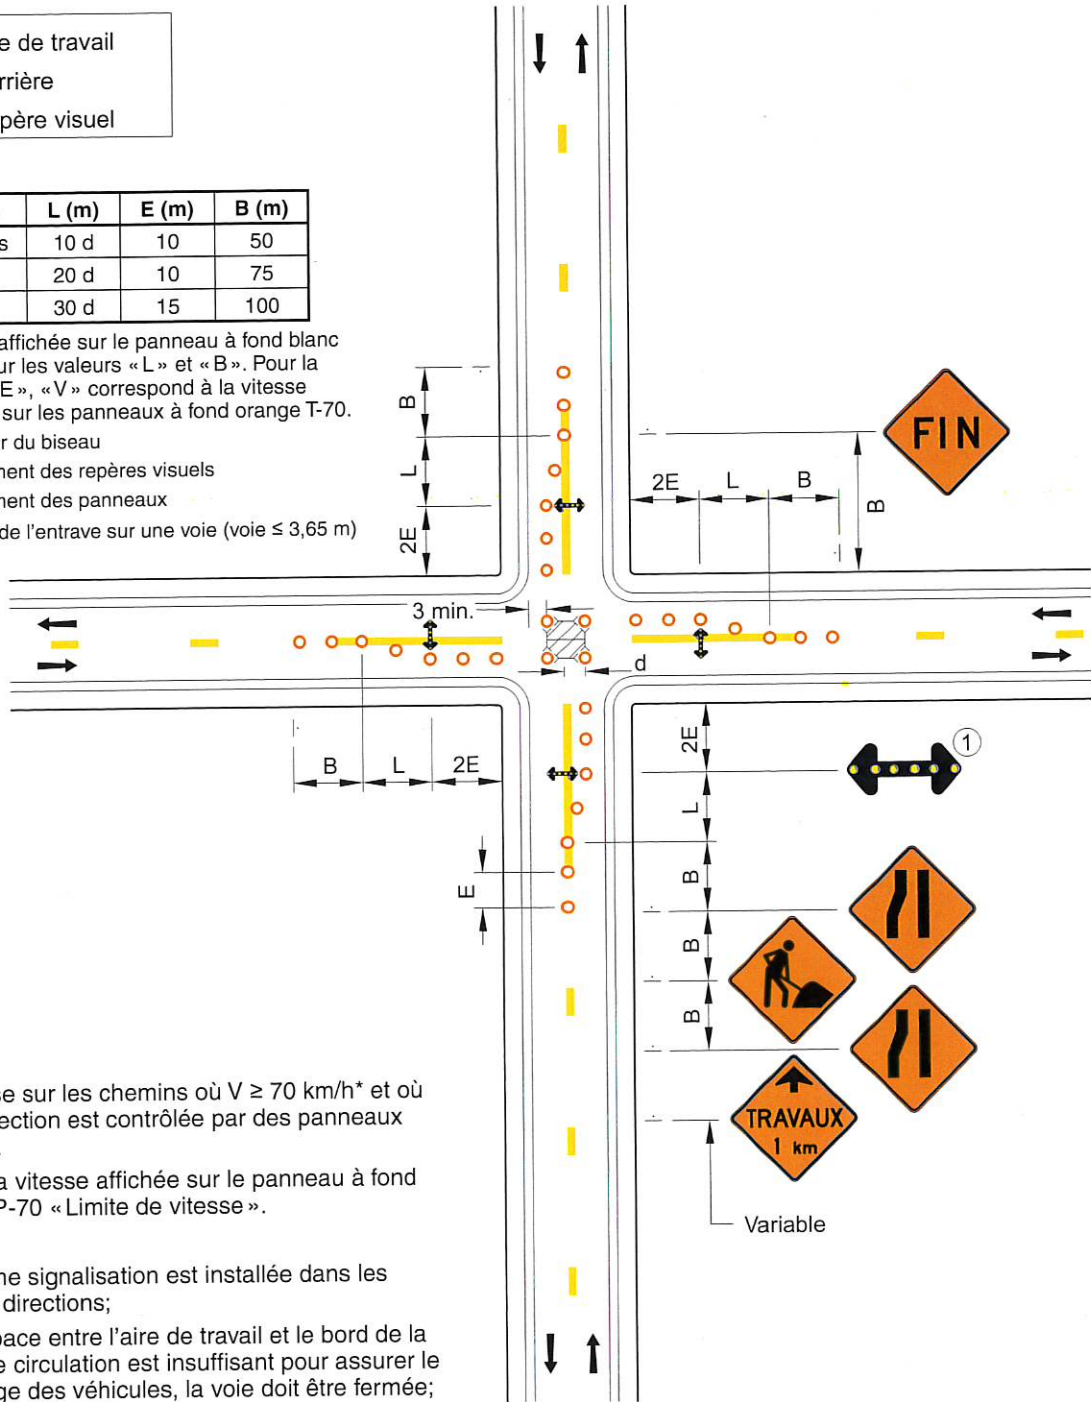 e de travail
rrière
père visuel
L (m) E (m) B (m)
s 10 d 10 50
20 d 10 75
30 d 15 100
affichée sur le panneau à fond blanc
ur les valeurs « L » et « B ». Pour la
E », « V » correspond à la vitesse
sur les panneaux à fond orange T-70.
r du biseau
nent des repères visuels
ment des panneaux
de l'entrave sur une voie (voie ≤ 3,65 m)
B
L
2E
FIN
2E L B
B
3 min.
d
B L 2E
2E
1
L
B
E
B
B
TRAVAUX
1 km
Variable
se sur les chemins où V ≥ 70 km/h* et où
ection est contrôlée par des panneaux
a vitesse affichée sur le panneau à fond
P-70 « Limite de vitesse ».
ne signalisation est installée dans les
directions;
pace entre l'aire de travail et le bord de la
e circulation est insuffisant pour assurer le
ge des véhicules, la voie doit être fermée;